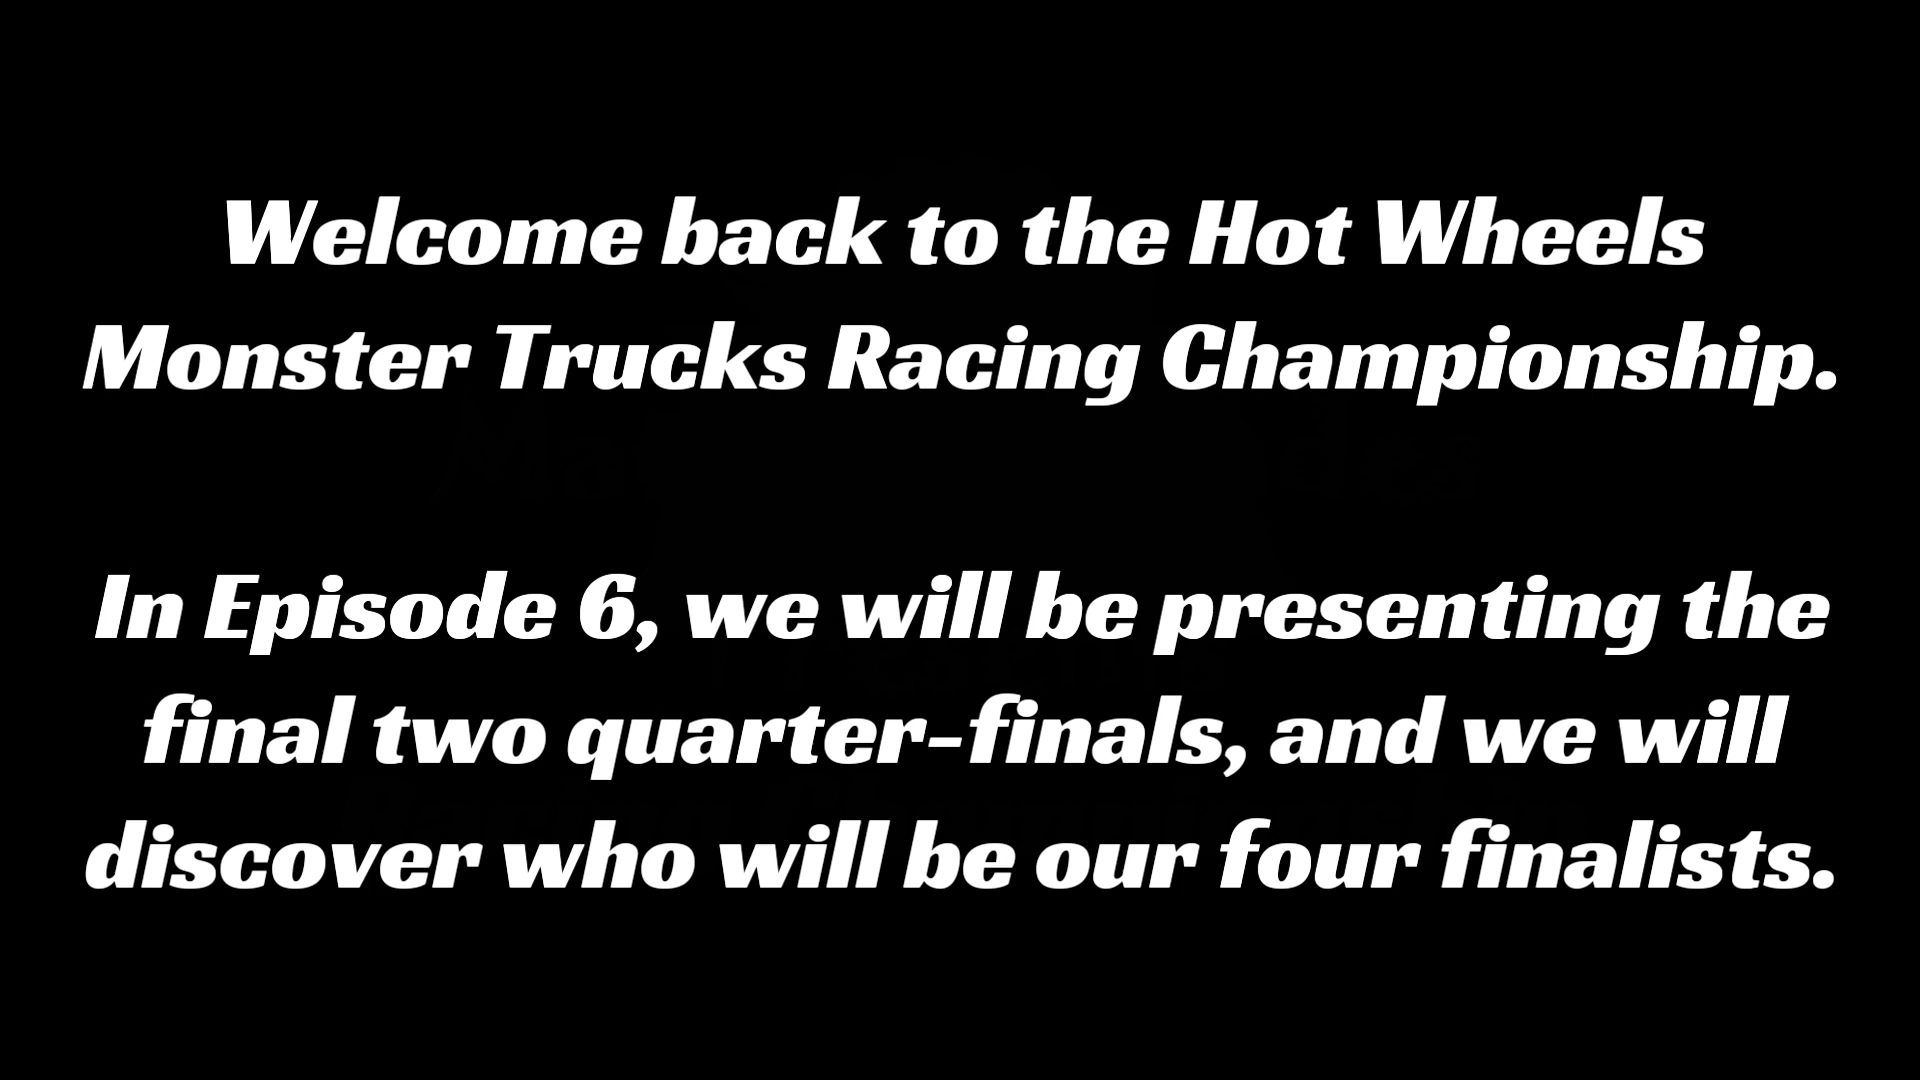 Welcome back to the Hot Wheels
Monster Trucks Racing Championship.
In Episode 6, we will be presenting the
final two quarter-finals, and we will
discover who will be our four finalists.